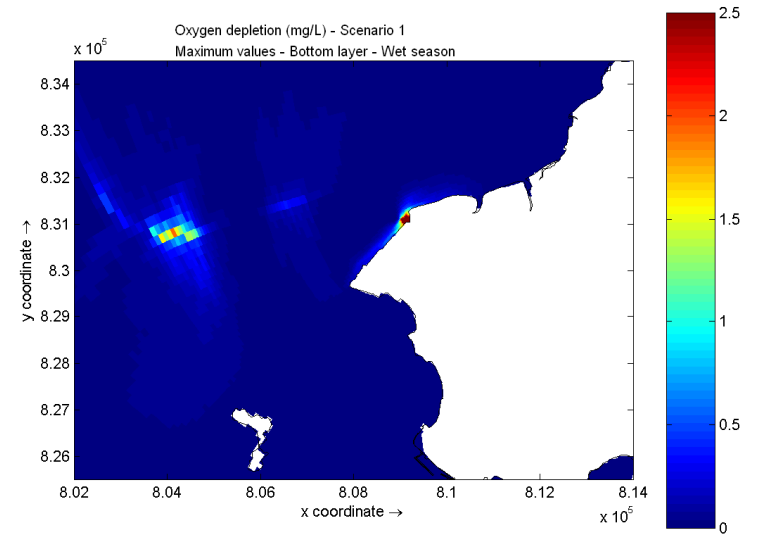 Oxygen depletion (mg/L) - Scenario 1
Maximum values - Bottom layer - Wet season
x 10^5
8.34
8.33
8.32
8.31
8.3
8.29
8.28
8.27
8.26
y coordinate →
8.02 8.04 8.06 8.08 8.1 8.12 8.14
x coordinate →
x 10^5
2.5
2
1.5
1
0.5
0